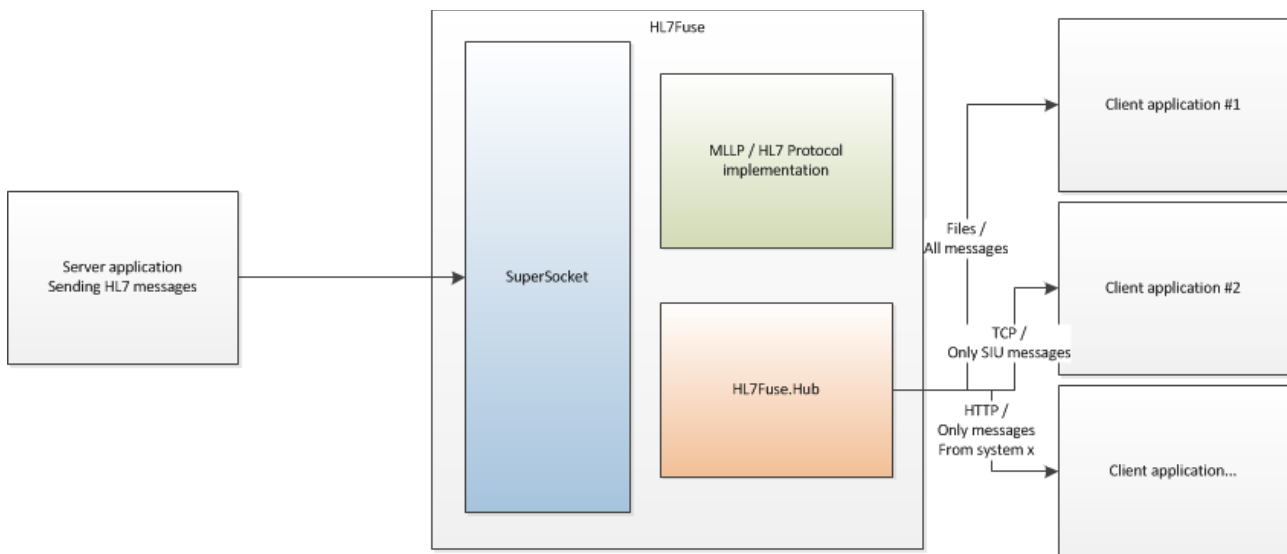 HL7Fuse
Server application
Sending HL7 messages
SuperSocket
MLLP / HL7 Protocol
implementation
HL7Fuse.Hub
Files /
All messages
TCP /
Only SIU messages
HTTP /
Only messages
From system x
Client application #1
Client application #2
Client application...